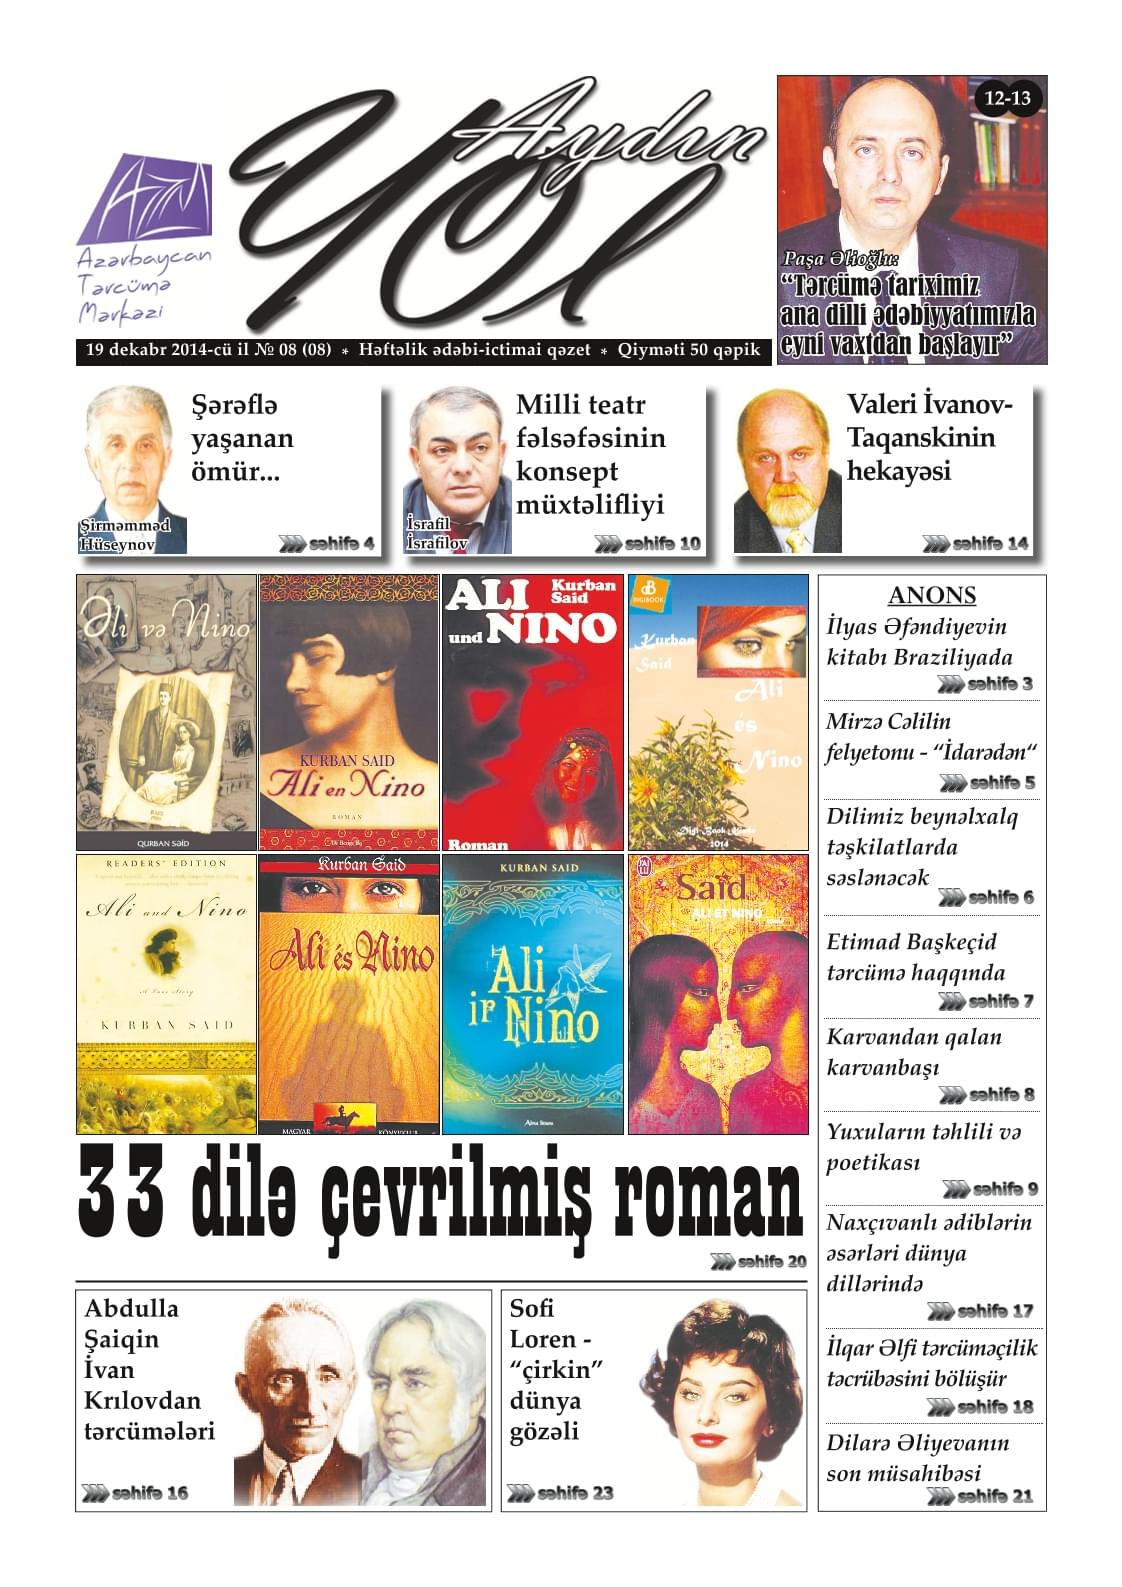 Aydın
Yol
Azərbaycan
Tərcümə
Mərkəzi
12-13
Paşa Əlioğlu:
“Tərcümə tariximiz
ana dilli ədəbiyyatımızla
eyni vaxtdan başlayır”
19 dekabr 2014-cü il № 08 (08) * Həftəlik ədəbi-ictimai qəzet * Qiyməti 50 qəpik
Şərəflə
yaşanan
ömür...
Şirməmməd
Hüseynov
səhifə 4
Milli teatr
fəlsəfəsinin
konsept
müxtəlifliyi
İsrafil
İsrafilov
səhifə 10
Valeri İvanov-
Taqanskinin
hekayəsi
səhifə 14
Əli və Nino
QURBAN SƏİD
KURBAN SAID
Ali en Nino
ROMAN
ALI
Kurban
Said
und NINO
Roman
dB
DIGIBOOK
Kurban
Said
Ali
és
Nino
2014
READERS' EDITION
Ali and Nino
A Love Story
KURBAN SAID
Kurban Said
Ali és Nino
MAGYAR KÖNYVKLUB
KURBAN SAID
Ali
ir Nino
Alma littera
Saïd
ALI ET NINO
33 dilə çevrilmiş roman
səhifə 20
Abdulla
Şaiqin
İvan
Krılovdan
tərcümələri
səhifə 16
Sofi
Loren -
“çirkin”
dünya
gözəli
səhifə 23
ANONS
İlyas Əfəndiyevin
kitabı Braziliyada
səhifə 3
Mirzə Cəlilin
felyetonu - “İdarədən“
səhifə 5
Dilimiz beynəlxalq
təşkilatlarda
səslənəcək
səhifə 6
Etimad Başkeçid
tərcümə haqqında
səhifə 7
Karvandan qalan
karvanbaşı
səhifə 8
Yuxuların təhlili və
poetikası
səhifə 9
Naxçıvanlı ədiblərin
əsərləri dünya
dillərində
səhifə 17
İlqar Əlfi tərcüməçilik
təcrübəsini bölüşür
səhifə 18
Dilarə Əliyevanın
son müsahibəsi
səhifə 21